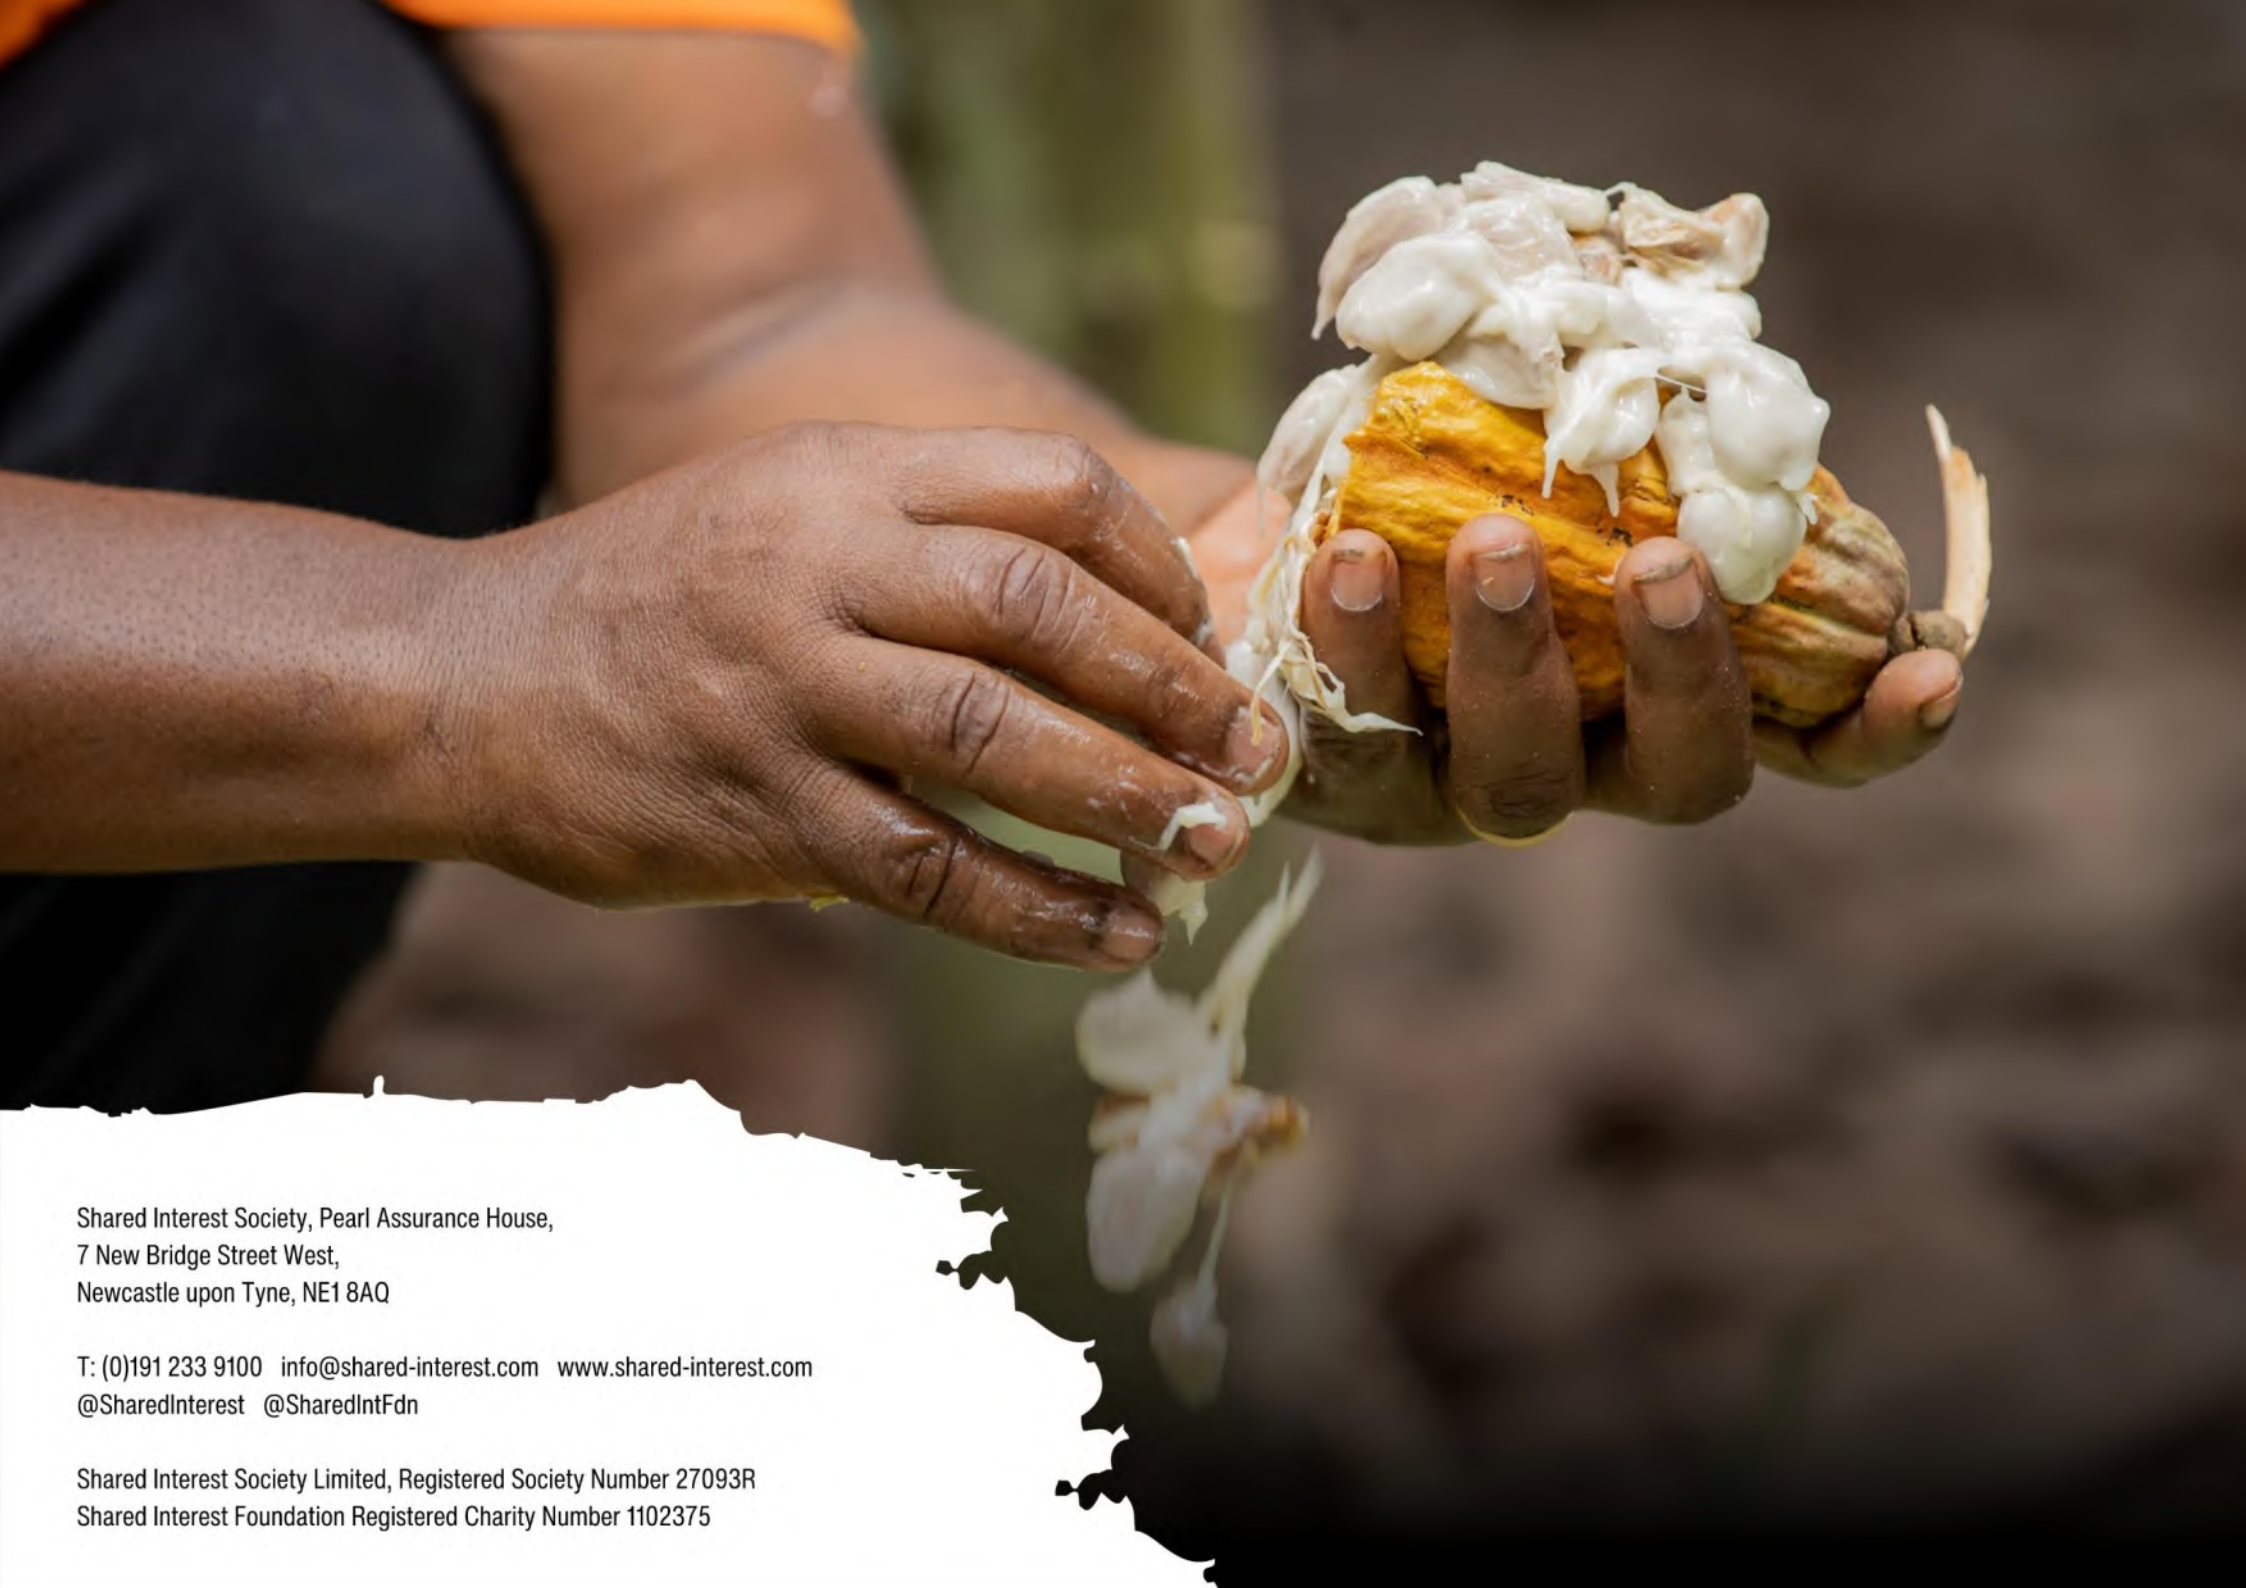 Shared Interest Society, Pearl Assurance House,
7 New Bridge Street West,
Newcastle upon Tyne, NE1 8AQ
T: (0)191 233 9100 info@shared-interest.com www.shared-interest.com
@SharedInterest @SharedIntFdn
Shared Interest Society Limited, Registered Society Number 27093R
Shared Interest Foundation Registered Charity Number 1102375